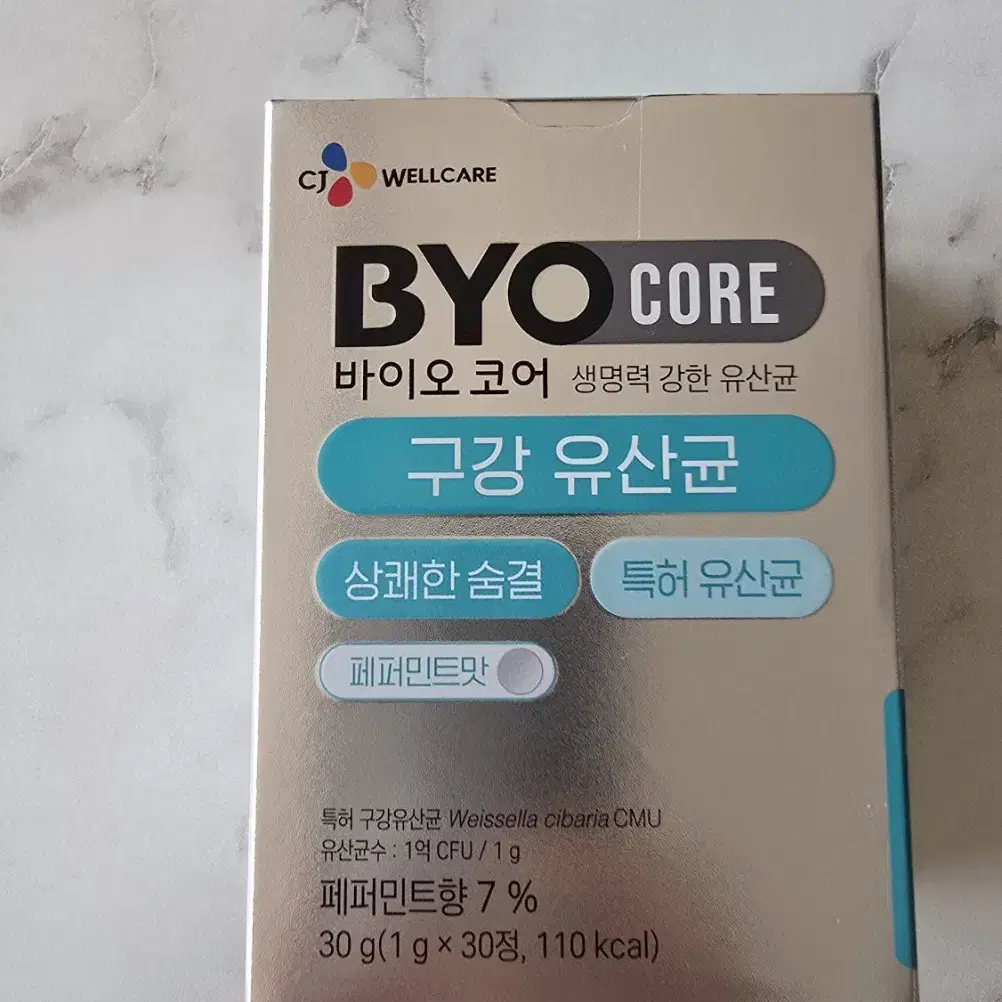 CJ WELLCARE
BYO CORE
바이오 코어 생명력 강한 유산균
구강 유산균
상쾌한 숨결 특허 유산균
페퍼민트맛
특허 구강유산균 Weissella cibaria CMU
유산균수 : 1억 CFU / 1 g
페퍼민트향 7 %
30 g(1 g × 30정, 110 kcal)